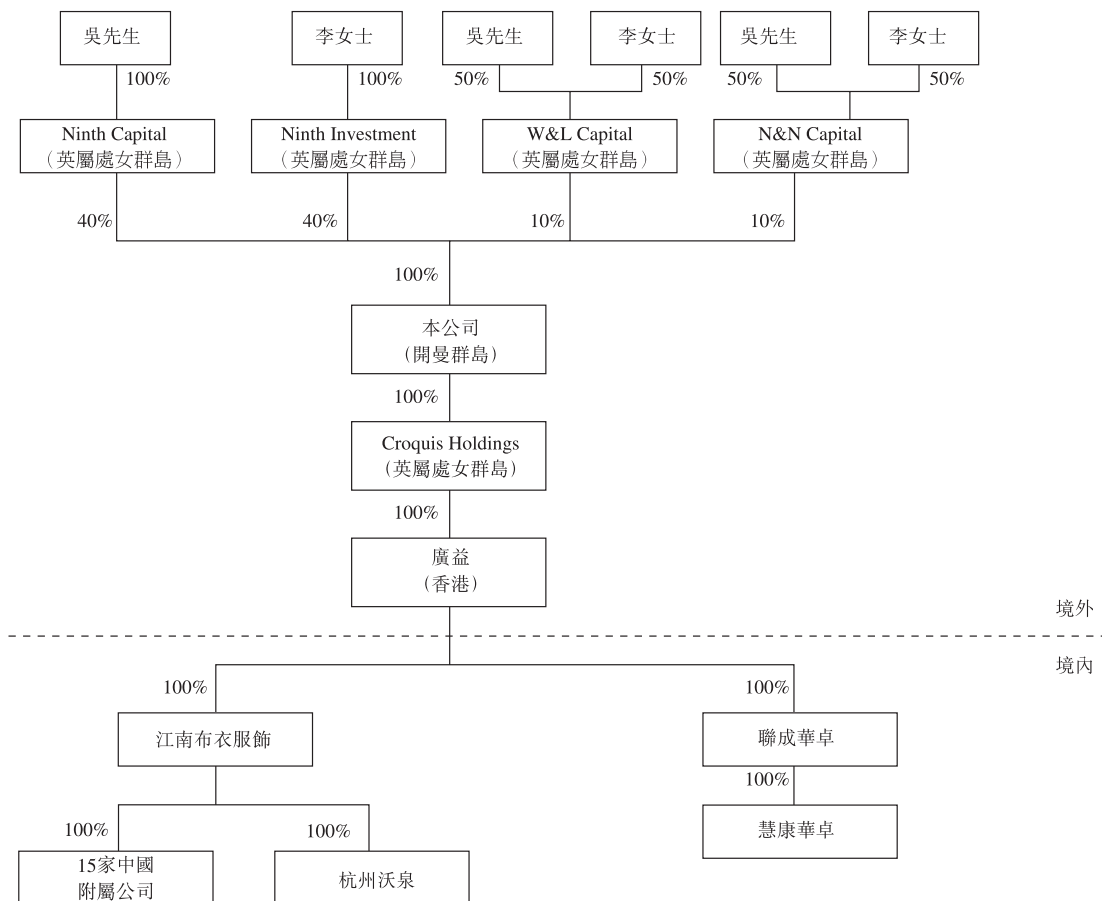 吳先生
李女士
吳先生
李女士
吳先生
李女士
100%
100%
50%
50%
50%
50%
Ninth Capital
（英屬處女群島）
Ninth Investment
（英屬處女群島）
W&L Capital
（英屬處女群島）
N&N Capital
（英屬處女群島）
40%
40%
10%
10%
100%
本公司
（開曼群島）
100%
Croquis Holdings
（英屬處女群島）
100%
廣益
（香港）
境外
境內
100%
100%
江南布衣服飾
聯成華卓
100%
慧康華卓
100%
100%
15家中國
附屬公司
杭州沃泉